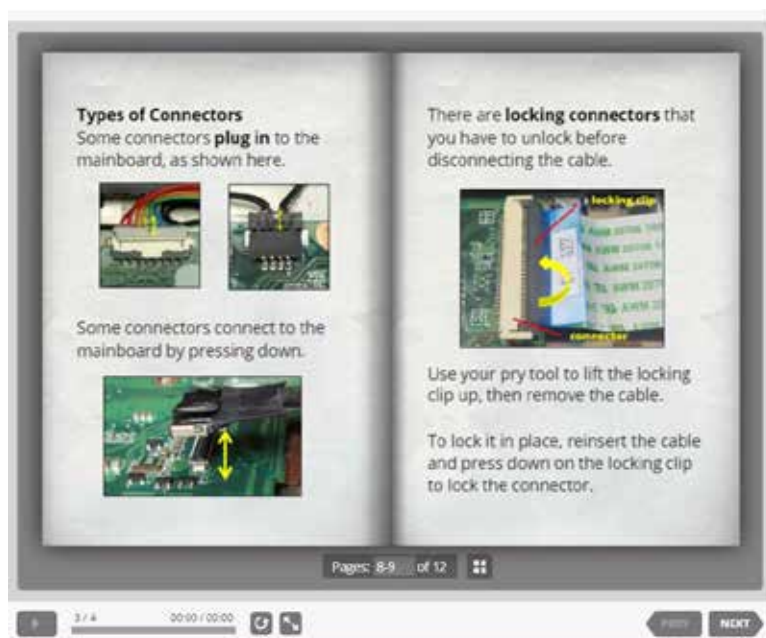 Types of Connectors
Some connectors plug in to the
mainboard, as shown here.
Some connectors connect to the
mainboard by pressing down.
There are locking connectors that
you have to unlock before
disconnecting the cable.
locking clip
connector
Use your pry tool to lift the locking
clip up, then remove the cable.
To lock it in place, reinsert the cable
and press down on the locking clip
to lock the connector.
Pages: 8-9 of 12
3 / 4 00:00 / 00:00
PREV NEXT